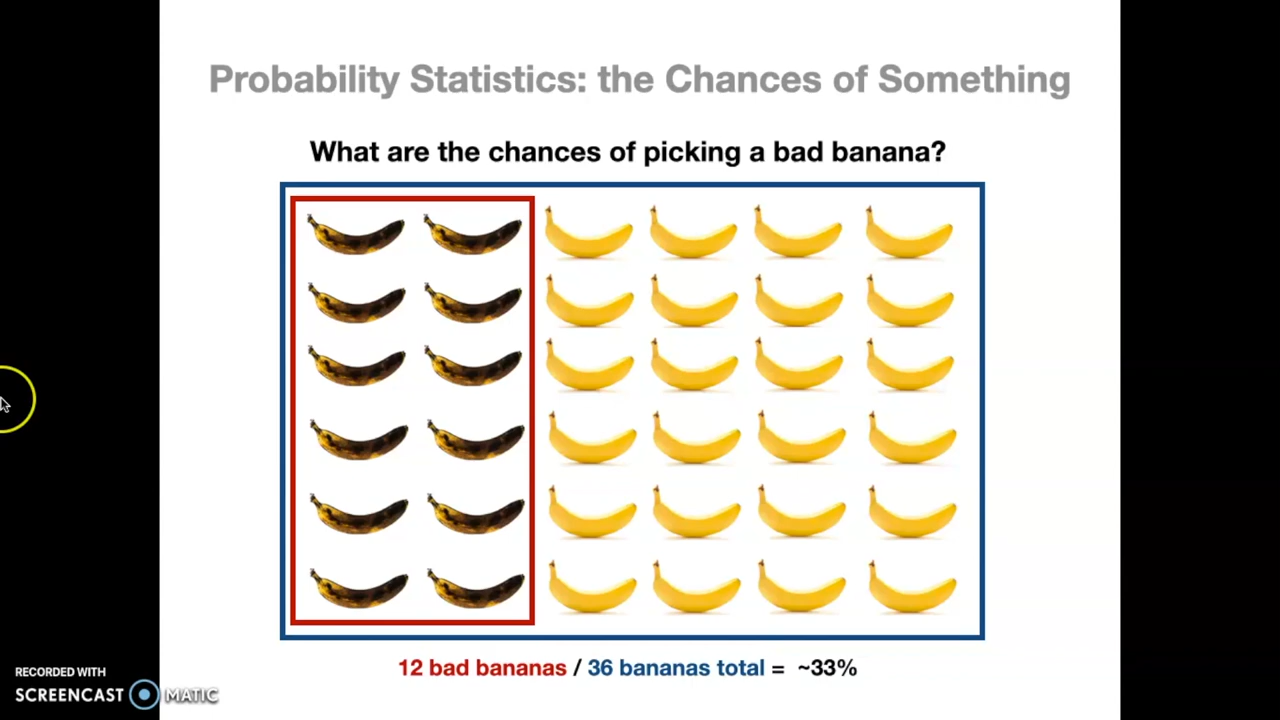 Probability Statistics: the Chances of Something
What are the chances of picking a bad banana?
12 bad bananas / 36 bananas total = ~33%
RECORDED WITH
SCREENCAST MATIC